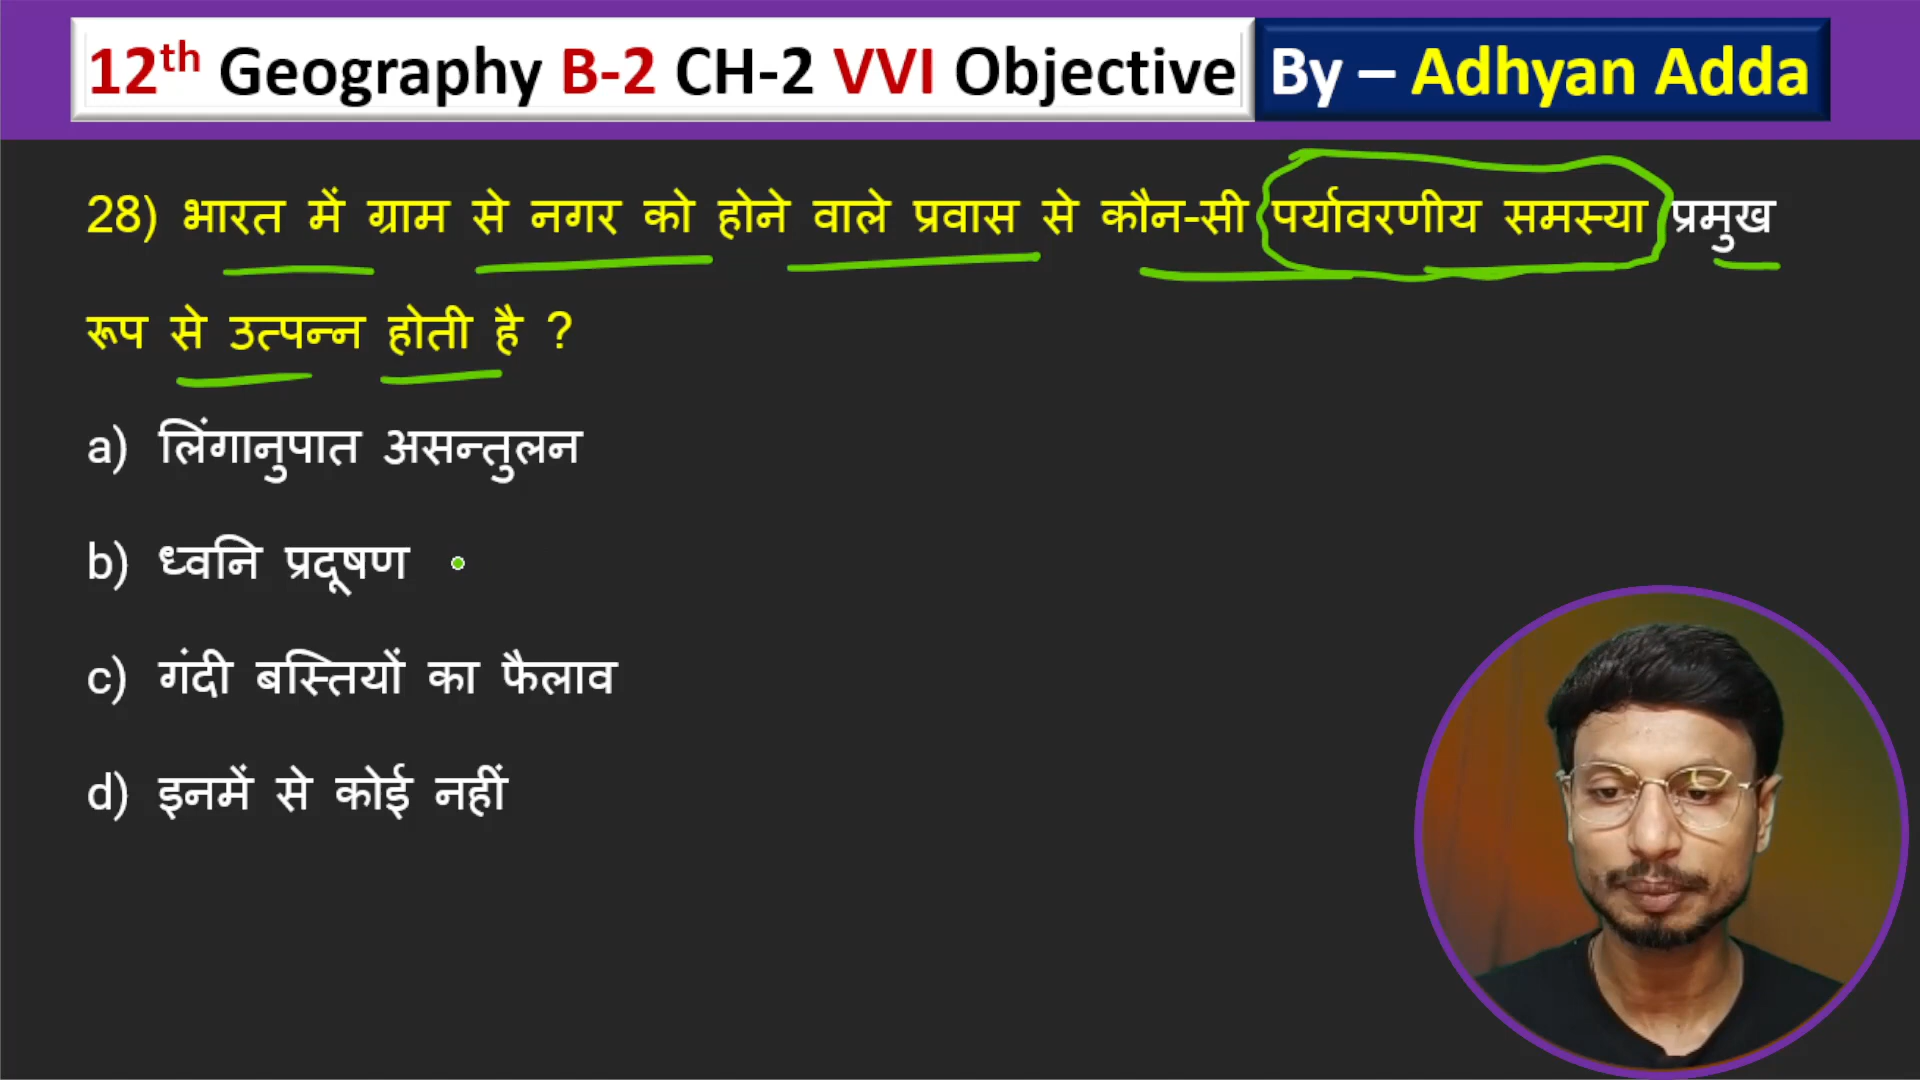 12th Geography B-2 CH-2 VVI Objective By – Adhyan Adda
28) भारत में ग्राम से नगर को होने वाले प्रवास से कौन-सी पर्यावरणीय समस्या प्रमुख
रूप से उत्पन्न होती है ?
a) लिंगानुपात असन्तुलन
b) ध्वनि प्रदूषण
c) गंदी बस्तियों का फैलाव
d) इनमें से कोई नहीं